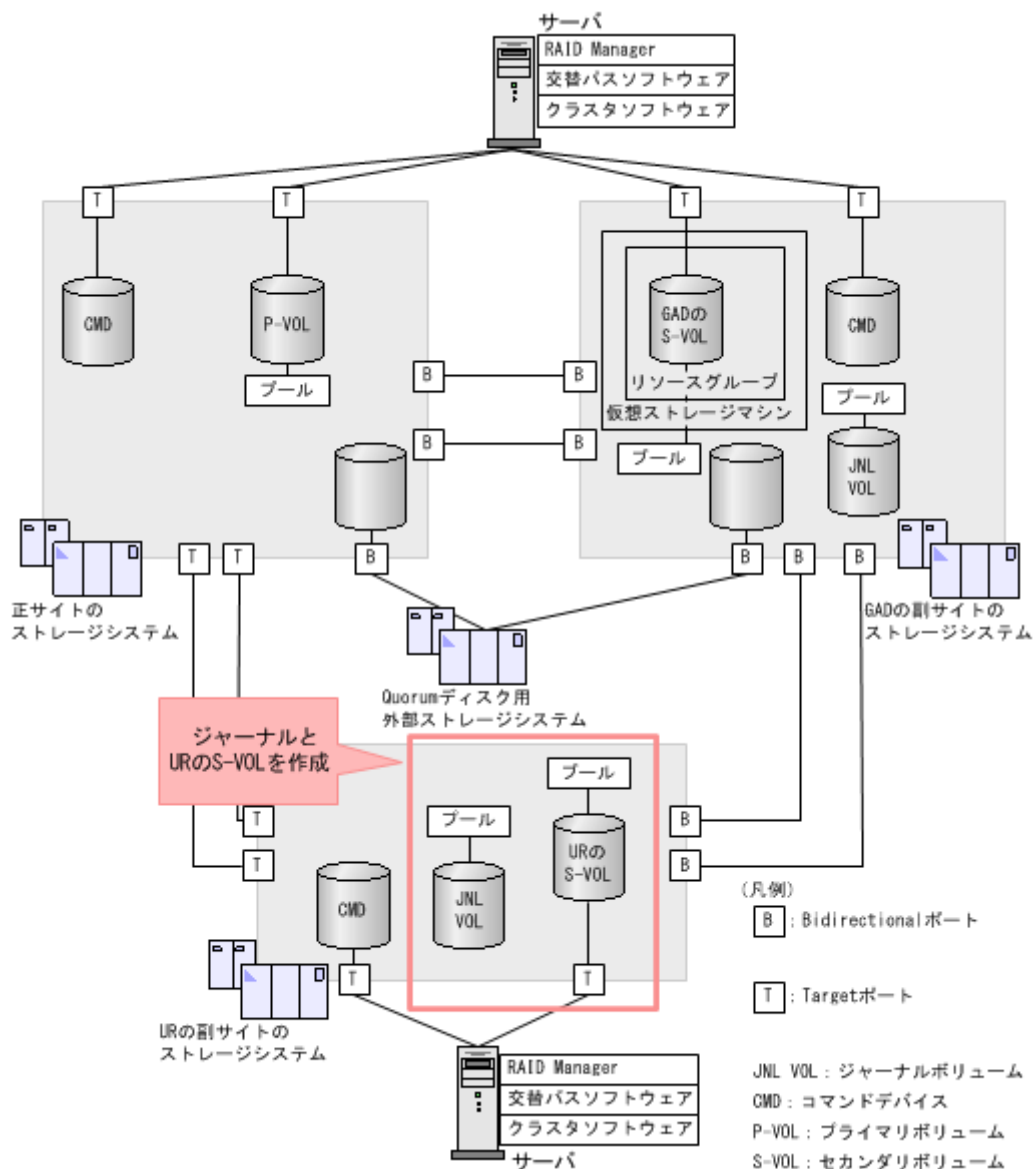 サーバ
RAID Manager
交替パスソフトウェア
クラスタソフトウェア
T
T
T
T
CMD
P-VOL
プール
GADの
S-VOL
リソースグループ
仮想ストレージマシン
プール
CMD
プール
JNL
VOL
B
B
B
B
T
T
B
B
B
B
正サイトの
ストレージシステム
GADの副サイトの
ストレージシステム
Quorumディスク用
外部ストレージシステム
ジャーナルと
URのS-VOLを作成
プール
プール
T
T
B
B
CMD
JNL
VOL
URの
S-VOL
T
T
URの副サイトの
ストレージシステム
RAID Manager
交替パスソフトウェア
クラスタソフトウェア
サーバ
(凡例)
B:Bidirectionalポート
T:Targetポート
JNL VOL:ジャーナルボリューム
CMD:コマンドデバイス
P-VOL:プライマリボリューム
S-VOL:セカンダリボリューム